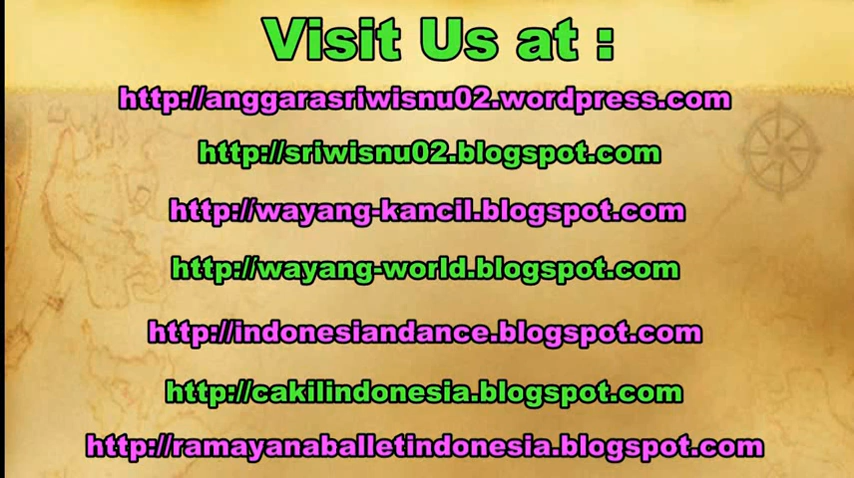 Visit Us at :
http://anggarasriwisnu02.wordpress.com
http://sriwisnu02.blogspot.com
http://wayang-kancil.blogspot.com
http://wayang-world.blogspot.com
http://indonesiandance.blogspot.com
http://cakilindonesia.blogspot.com
http://ramayanaballetindonesia.blogspot.com